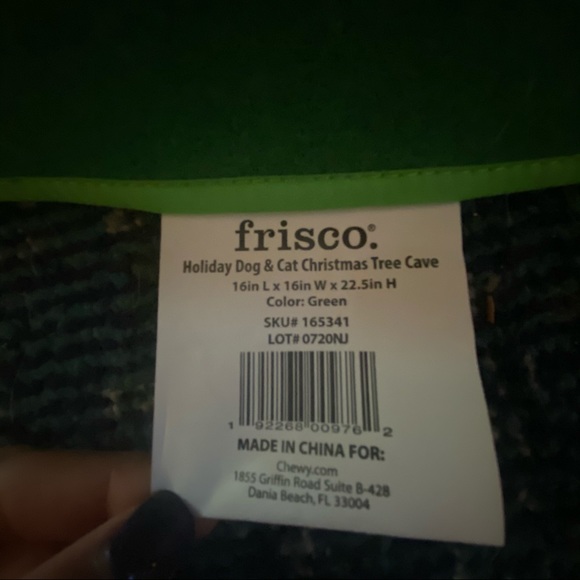 frisco.®
Holiday Dog & Cat Christmas Tree Cave
16in L x 16in W x 22.5in H
Color: Green
SKU# 165341
LOT# 0720NJ
1 92268 00976 2
MADE IN CHINA FOR:
Chewy.com
1855 Griffin Road Suite B-428
Dania Beach, FL 33004